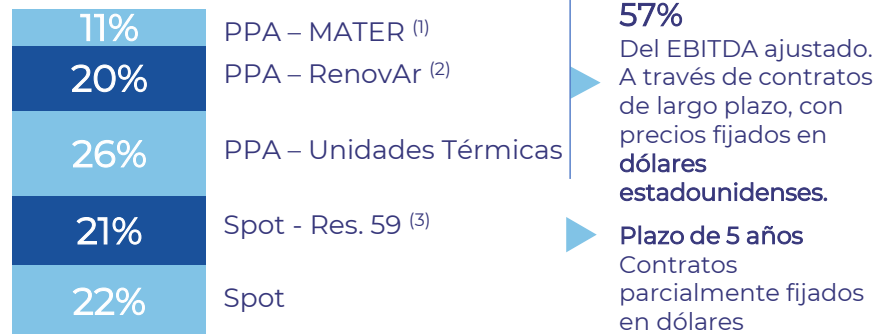 11% PPA – MATER (1)
20% PPA – RenovAr (2)
26% PPA – Unidades Térmicas
21% Spot - Res. 59 (3)
22% Spot
57%
Del EBITDA ajustado.
A través de contratos
de largo plazo, con
precios fijados en
dólares
estadounidenses.
Plazo de 5 años
Contratos
parcialmente fijados
en dólares